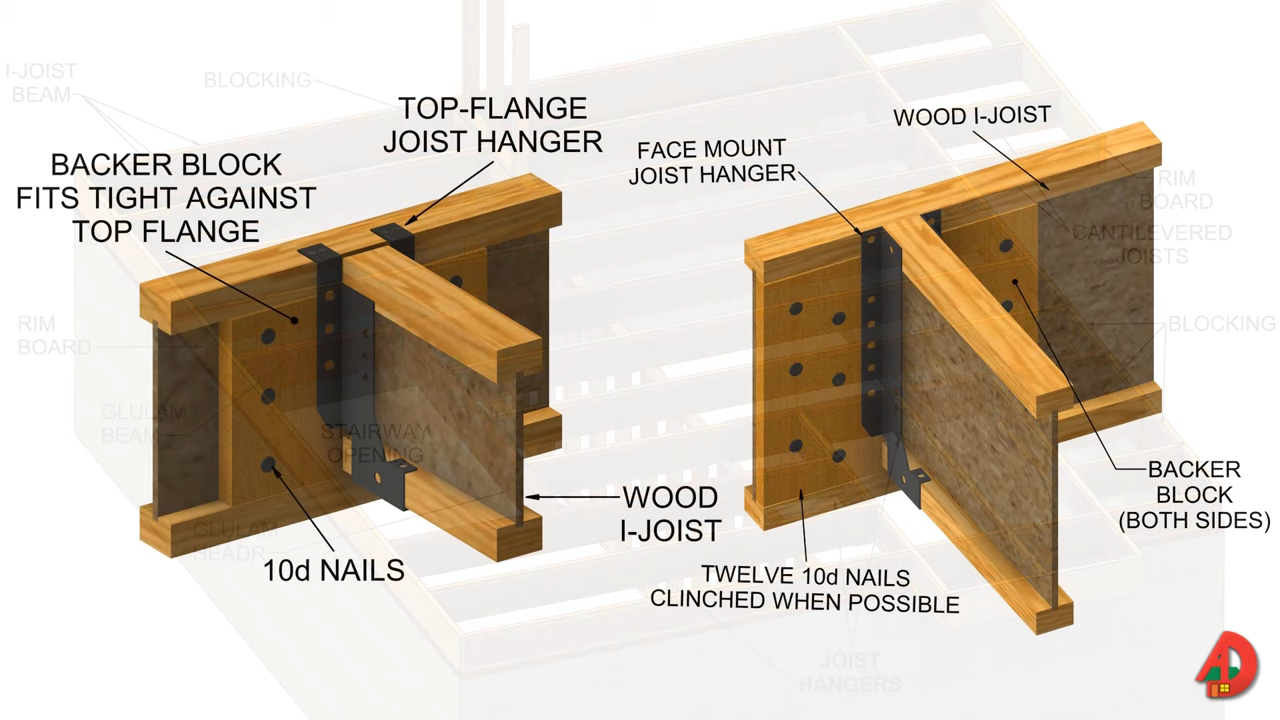 I-JOIST
BEAM
BLOCKING
TOP-FLANGE
JOIST HANGER
BACKER BLOCK
FITS TIGHT AGAINST
TOP FLANGE
RIM
BOARD
GLULAM
BEAM
STAIRWAY
OPENING
GLULAM
HEADR
10d NAILS
WOOD
I-JOIST
FACE MOUNT
JOIST HANGER
WOOD I-JOIST
RIM
BOARD
CANTILEVERED
JOISTS
BLOCKING
BACKER
BLOCK
(BOTH SIDES)
TWELVE 10d NAILS
CLINCHED WHEN POSSIBLE
JOIST
HANGERS
AD